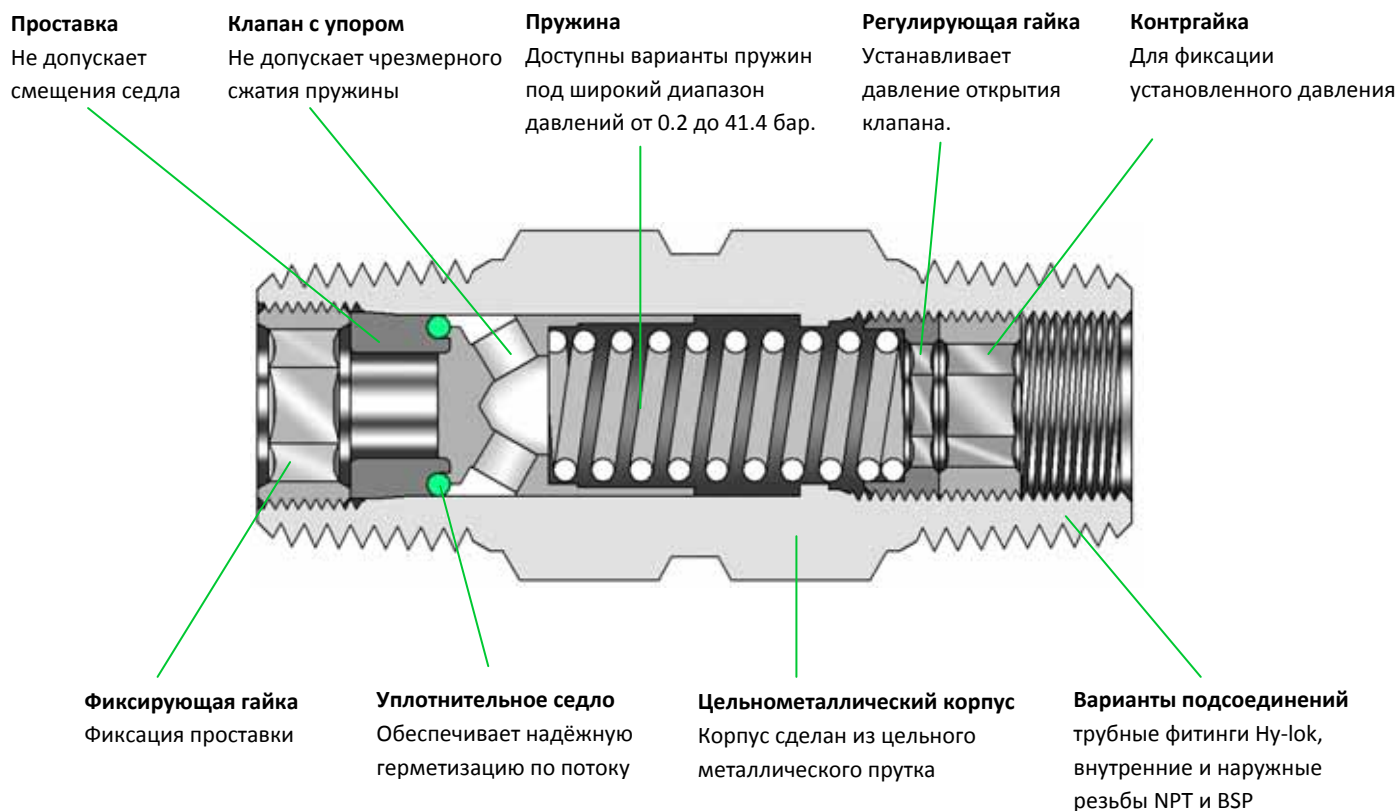 Проставка
Не допускает
смещения седла
Клапан с упором
Не допускает чрезмерного
сжатия пружины
Пружина
Доступны варианты пружин
под широкий диапазон
давлений от 0.2 до 41.4 бар.
Регулирующая гайка
Устанавливает
давление открытия
клапана.
Контргайка
Для фиксации
установленного давления
Фиксирующая гайка
Фиксация проставки
Уплотнительное седло
Обеспечивает надёжную
герметизацию по потоку
Цельнометаллический корпус
Корпус сделан из цельного
металлического прутка
Варианты подсоединений
трубные фитинги Hy-lok,
внутренние и наружные
резьбы NPT и BSP